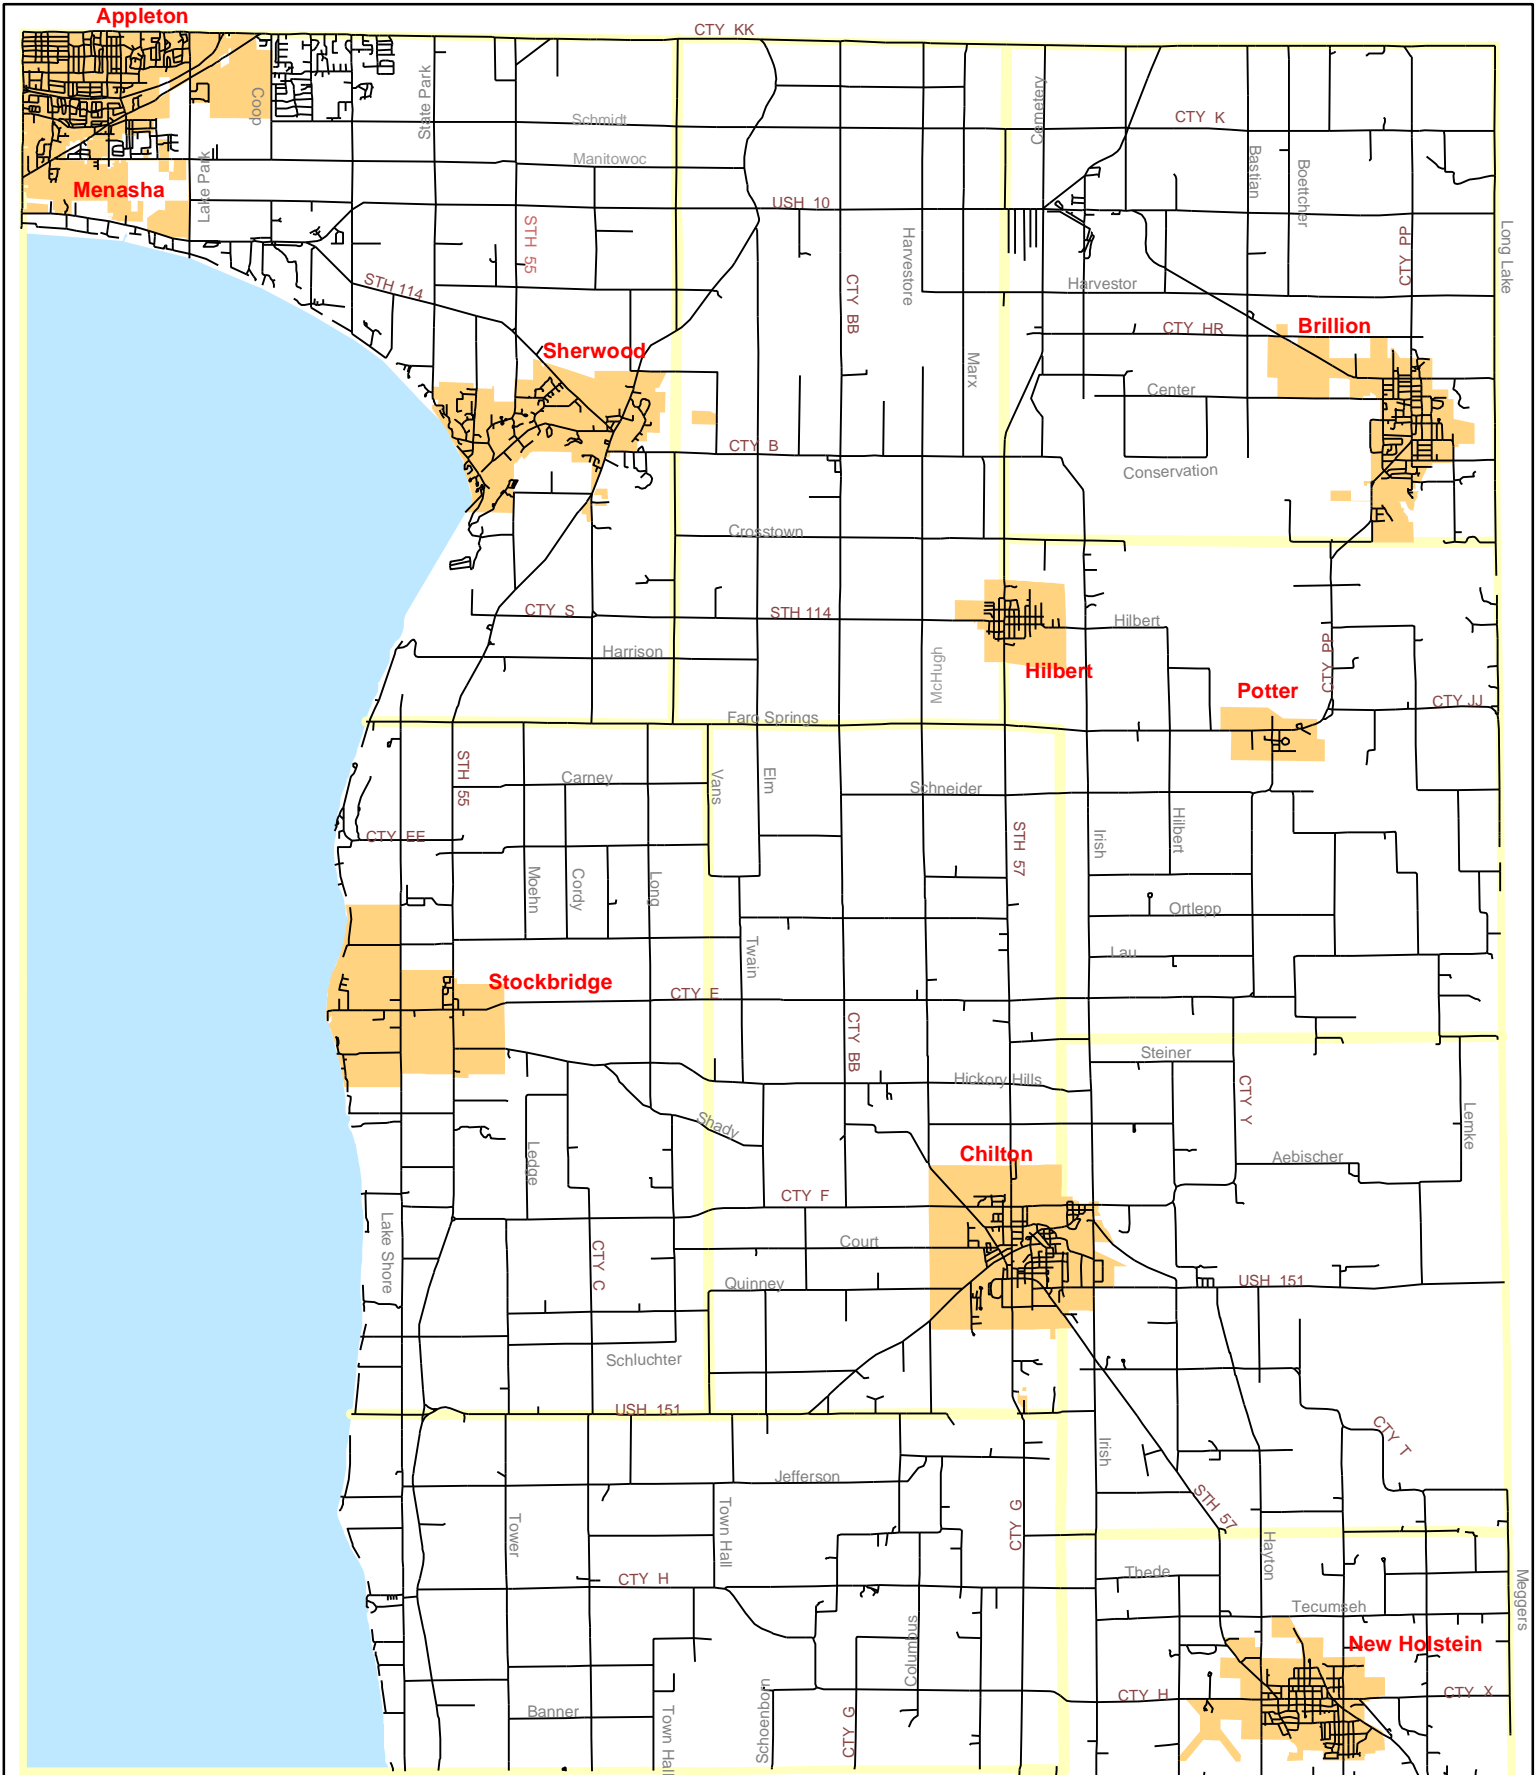 Appleton
CTY KK
State Park
Coop
Cemetery
Schmidt
CTY K
Manitowoc
Bastian
Boettcher
Menasha
Lake Park
USH 10
STH 55
Harvestore
CTY PP
Long Lake
STH 114
CTY BB
Harvestor
CTY HR
Brillion
Sherwood
Marx
Center
CTY B
Conservation
Crosstown
CTY S
STH 114
Hilbert
Harrison
McHugh
Hilbert
CTY PP
Potter
CTY JJ
Faro Springs
STH 55
Carney
Vans
Elm
Schneider
CTY EE
STH 57
Irish
Hilbert
Moehn
Cordy
Long
Ortlepp
Twain
Lau
Stockbridge
CTY E
CTY BB
Steiner
Hickory Hills
CTY Y
Shady
Lemke
Ledge
Chilton
Aebischer
CTY F
Lake Shore
CTY C
Court
Quinney
USH 151
Schluchter
USH 151
CTY T
Irish
Jefferson
STH 57
Tower
Town Hall
CTY G
Hayton
CTY H
Thede
Meggers
Tecumseh
Columbus
New Holstein
CTY H
CTY X
Banner
Town Hall
Schoenborn
CTY G